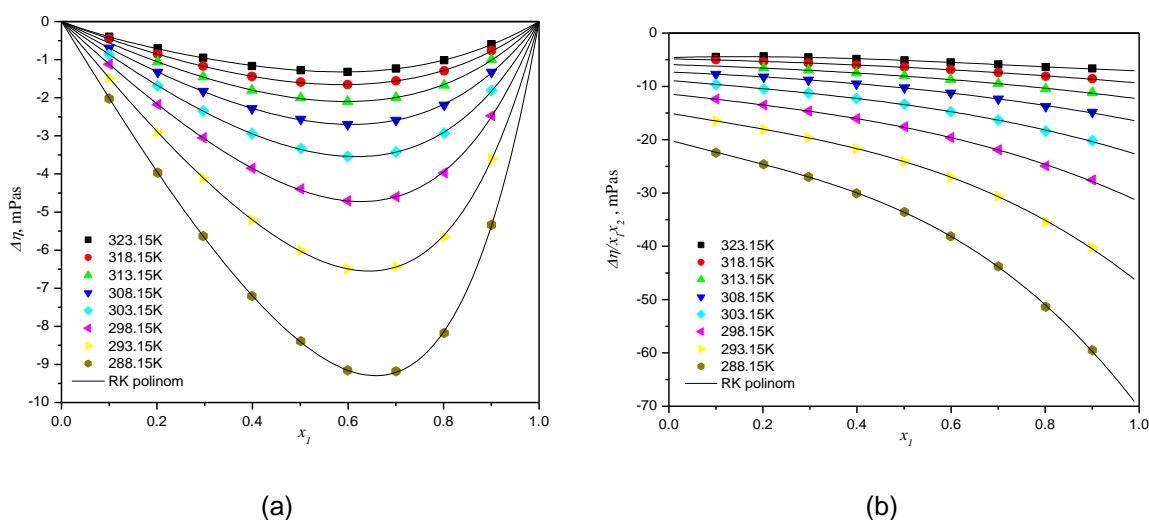 0
-1
-2
-3
-4
-5
-6
-7
-8
-9
-10
Δη, mPas
323.15K
318.15K
313.15K
308.15K
303.15K
298.15K
293.15K
288.15K
RK polinom
0.0 0.2 0.4 0.6 0.8 1.0
x₁
(a)
0
-10
-20
-30
-40
-50
-60
-70
Δη/x₁x₂ , mPas
323.15K
318.15K
313.15K
308.15K
303.15K
298.15K
293.15K
288.15K
RK polinom
0.0 0.2 0.4 0.6 0.8 1.0
x₁
(b)